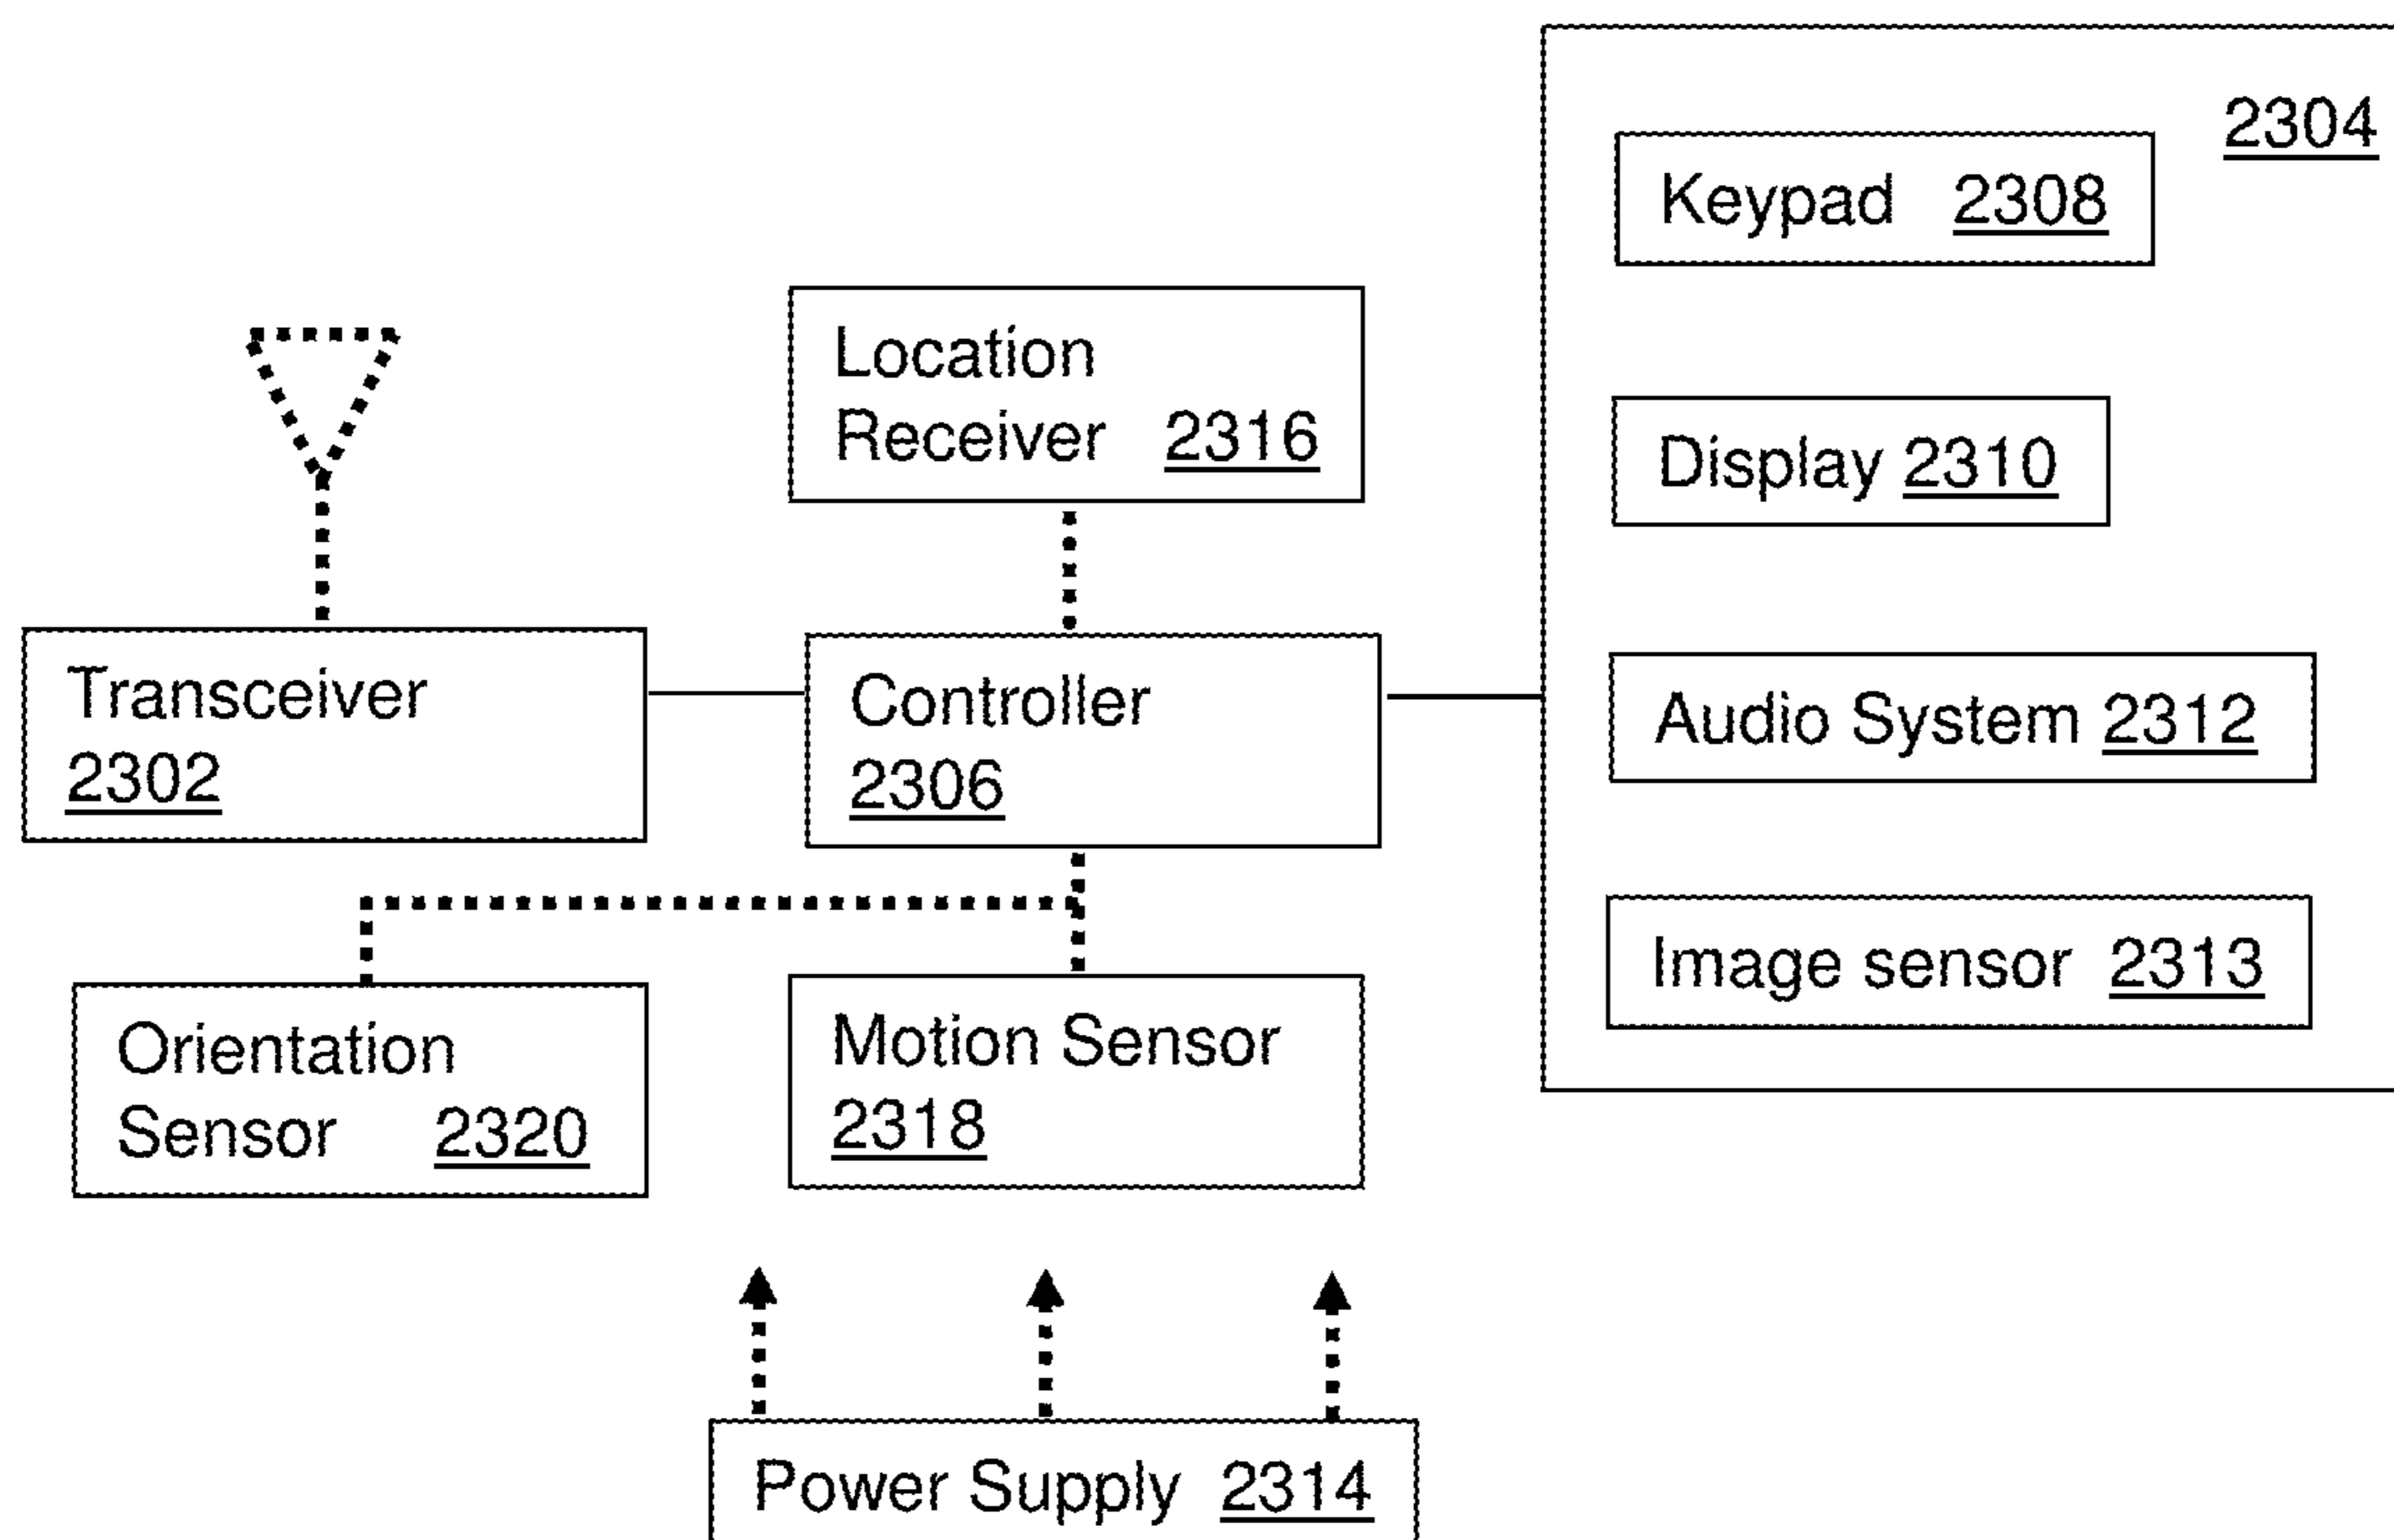 2304
Keypad 2308
Location
Receiver 2316
Display 2310
Transceiver
2302
Controller
2306
Audio System 2312
Image sensor 2313
Orientation
Sensor 2320
Motion Sensor
2318
Power Supply 2314